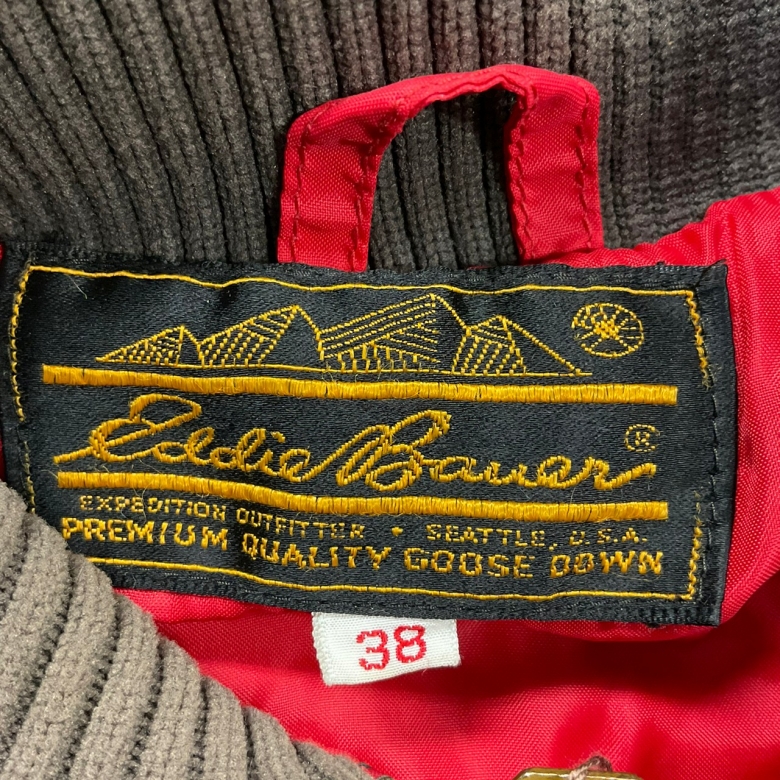 Eddie Bauer ®
EXPEDITION OUTFITTER • SEATTLE, U.S.A.
PREMIUM QUALITY GOOSE DOWN
38